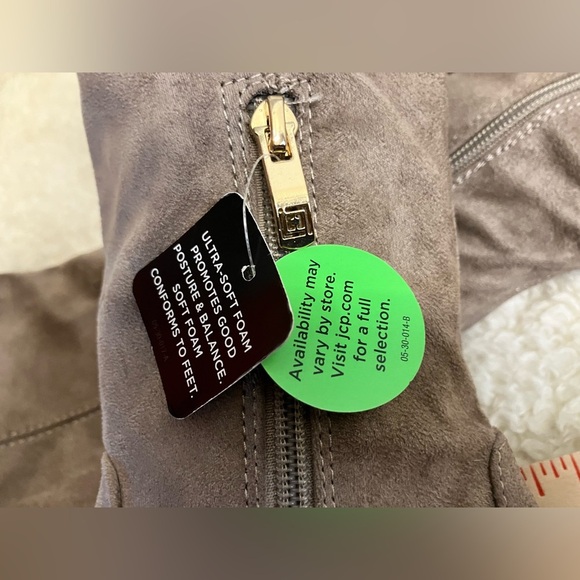 ULTRA-SOFT FOAM
PROMOTES GOOD
POSTURE & BALANCE.
SOFT FOAM
CONFORMS TO FEET.
Availability may
vary by store.
Visit jcp.com
for a full
selection.
05-30-014-B